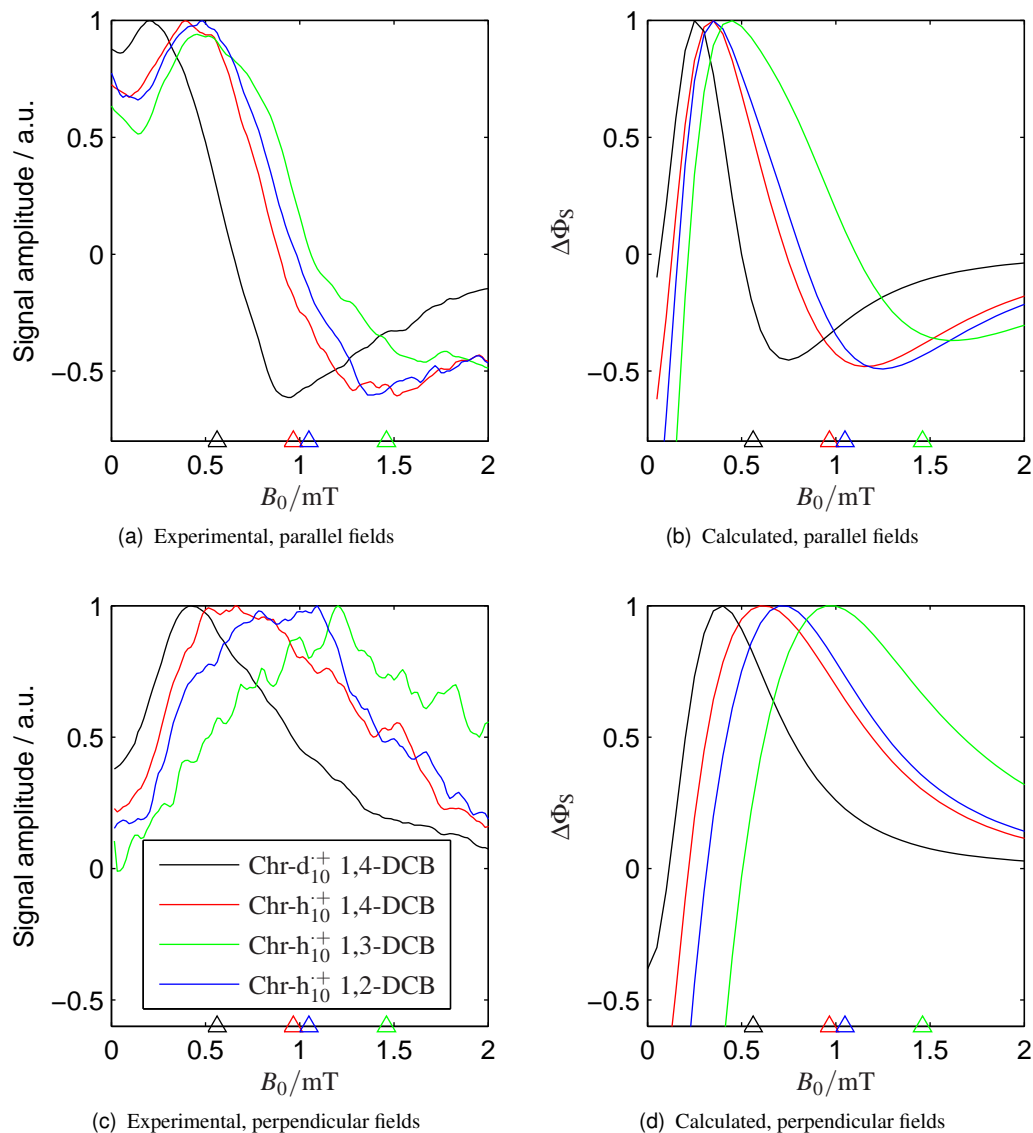 1
0.5
0
−0.5
Signal amplitude / a.u.
0 0.5 1 1.5 2
B₀/mT
(a) Experimental, parallel fields
1
0.5
0
−0.5
ΔΦ_S
0 0.5 1 1.5 2
B₀/mT
(b) Calculated, parallel fields
1
0.5
0
−0.5
Signal amplitude / a.u.
Chr-d₁₀·⁺ 1,4-DCB
Chr-h₁₀·⁺ 1,4-DCB
Chr-h₁₀·⁺ 1,3-DCB
Chr-h₁₀·⁺ 1,2-DCB
0 0.5 1 1.5 2
B₀/mT
(c) Experimental, perpendicular fields
1
0.5
0
−0.5
ΔΦ_S
0 0.5 1 1.5 2
B₀/mT
(d) Calculated, perpendicular fields